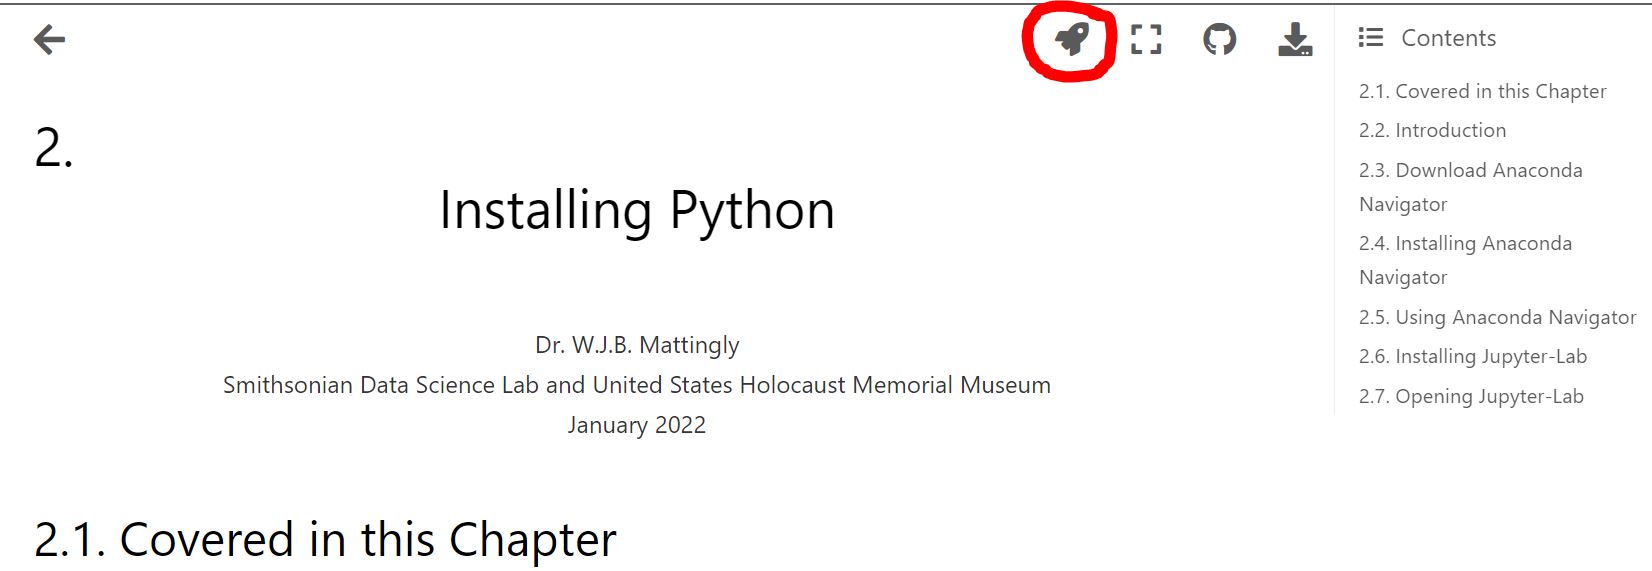 2.
Installing Python
Dr. W.J.B. Mattingly
Smithsonian Data Science Lab and United States Holocaust Memorial Museum
January 2022
2.1. Covered in this Chapter
Contents
2.1. Covered in this Chapter
2.2. Introduction
2.3. Download Anaconda
Navigator
2.4. Installing Anaconda
Navigator
2.5. Using Anaconda Navigator
2.6. Installing Jupyter-Lab
2.7. Opening Jupyter-Lab